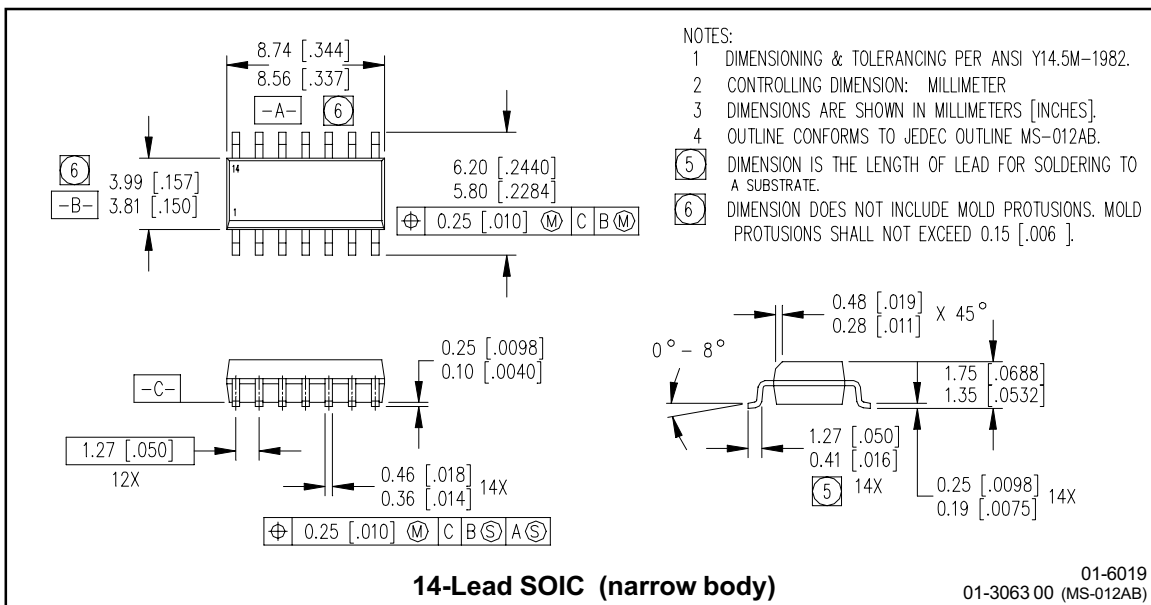 8.74 [.344]
8.56 [.337]
-A- 6
6
3.99 [.157]
-B- 3.81 [.150]
14
1
6.20 [.2440]
5.80 [.2284]
⌖ 0.25 [.010] Ⓜ C B Ⓜ
NOTES:
1 DIMENSIONING & TOLERANCING PER ANSI Y14.5M-1982.
2 CONTROLLING DIMENSION: MILLIMETER
3 DIMENSIONS ARE SHOWN IN MILLIMETERS [INCHES].
4 OUTLINE CONFORMS TO JEDEC OUTLINE MS-012AB.
5 DIMENSION IS THE LENGTH OF LEAD FOR SOLDERING TO
A SUBSTRATE.
6 DIMENSION DOES NOT INCLUDE MOLD PROTUSIONS. MOLD
PROTUSIONS SHALL NOT EXCEED 0.15 [.006 ].
-C-
0.25 [.0098]
0.10 [.0040]
1.27 [.050]
12X
0.46 [.018]
0.36 [.014] 14X
⌖ 0.25 [.010] Ⓜ C B Ⓢ A Ⓢ
0.48 [.019]
0.28 [.011] X 45°
0° - 8°
1.75 [.0688]
1.35 [.0532]
1.27 [.050]
0.41 [.016]
5 14X
0.25 [.0098]
0.19 [.0075] 14X
14-Lead SOIC (narrow body)
01-6019
01-3063 00 (MS-012AB)